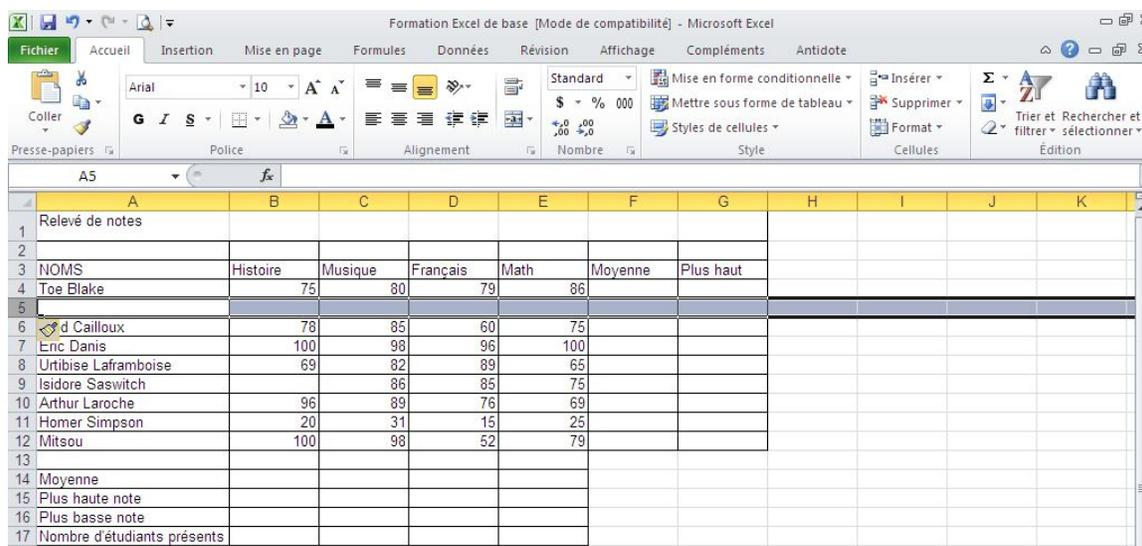 Formation Excel de base [Mode de compatibilité] - Microsoft Excel
Fichier Accueil Insertion Mise en page Formules Données Révision Affichage Compléments Antidote
Coller
Presse-papiers
Arial 10
G I S
Police
Alignement
Standard
$ % 000
Nombre
Mise en forme conditionnelle
Mettre sous forme de tableau
Styles de cellules
Style
Insérer
Supprimer
Format
Cellules
Σ
Trier et filtrer
Rechercher et sélectionner
Édition
A5 fx
A B C D E F G H I J K
1 Relevé de notes
2
3 NOMS Histoire Musique Français Math Moyenne Plus haut
4 Toe Blake 75 80 79 86
5
6 d Cailloux 78 85 60 75
7 Eric Danis 100 98 96 100
8 Urtibise Laframboise 69 82 89 65
9 Isidore Saswitch 86 85 75
10 Arthur Laroche 96 89 76 69
11 Homer Simpson 20 31 15 25
12 Mitsou 100 98 52 79
13
14 Moyenne
15 Plus haute note
16 Plus basse note
17 Nombre d'étudiants présents